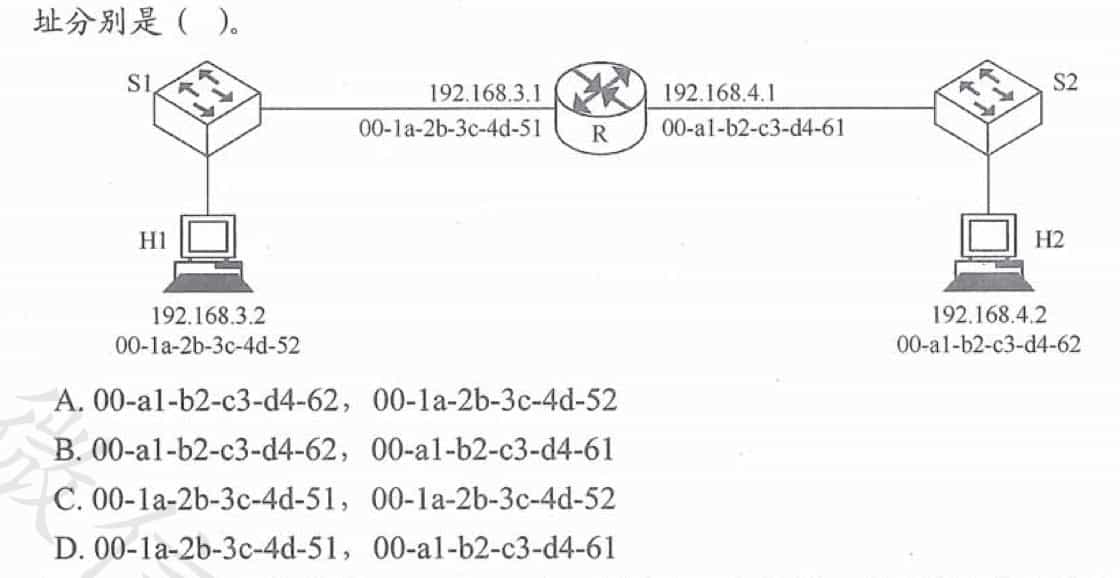 址分别是（ ）。
S1
192.168.3.1
192.168.4.1
S2
00-1a-2b-3c-4d-51
R
00-a1-b2-c3-d4-61
H1
H2
192.168.3.2
192.168.4.2
00-1a-2b-3c-4d-52
00-a1-b2-c3-d4-62
A. 00-a1-b2-c3-d4-62，00-1a-2b-3c-4d-52
B. 00-a1-b2-c3-d4-62，00-a1-b2-c3-d4-61
C. 00-1a-2b-3c-4d-51，00-1a-2b-3c-4d-52
D. 00-1a-2b-3c-4d-51，00-a1-b2-c3-d4-61
微信